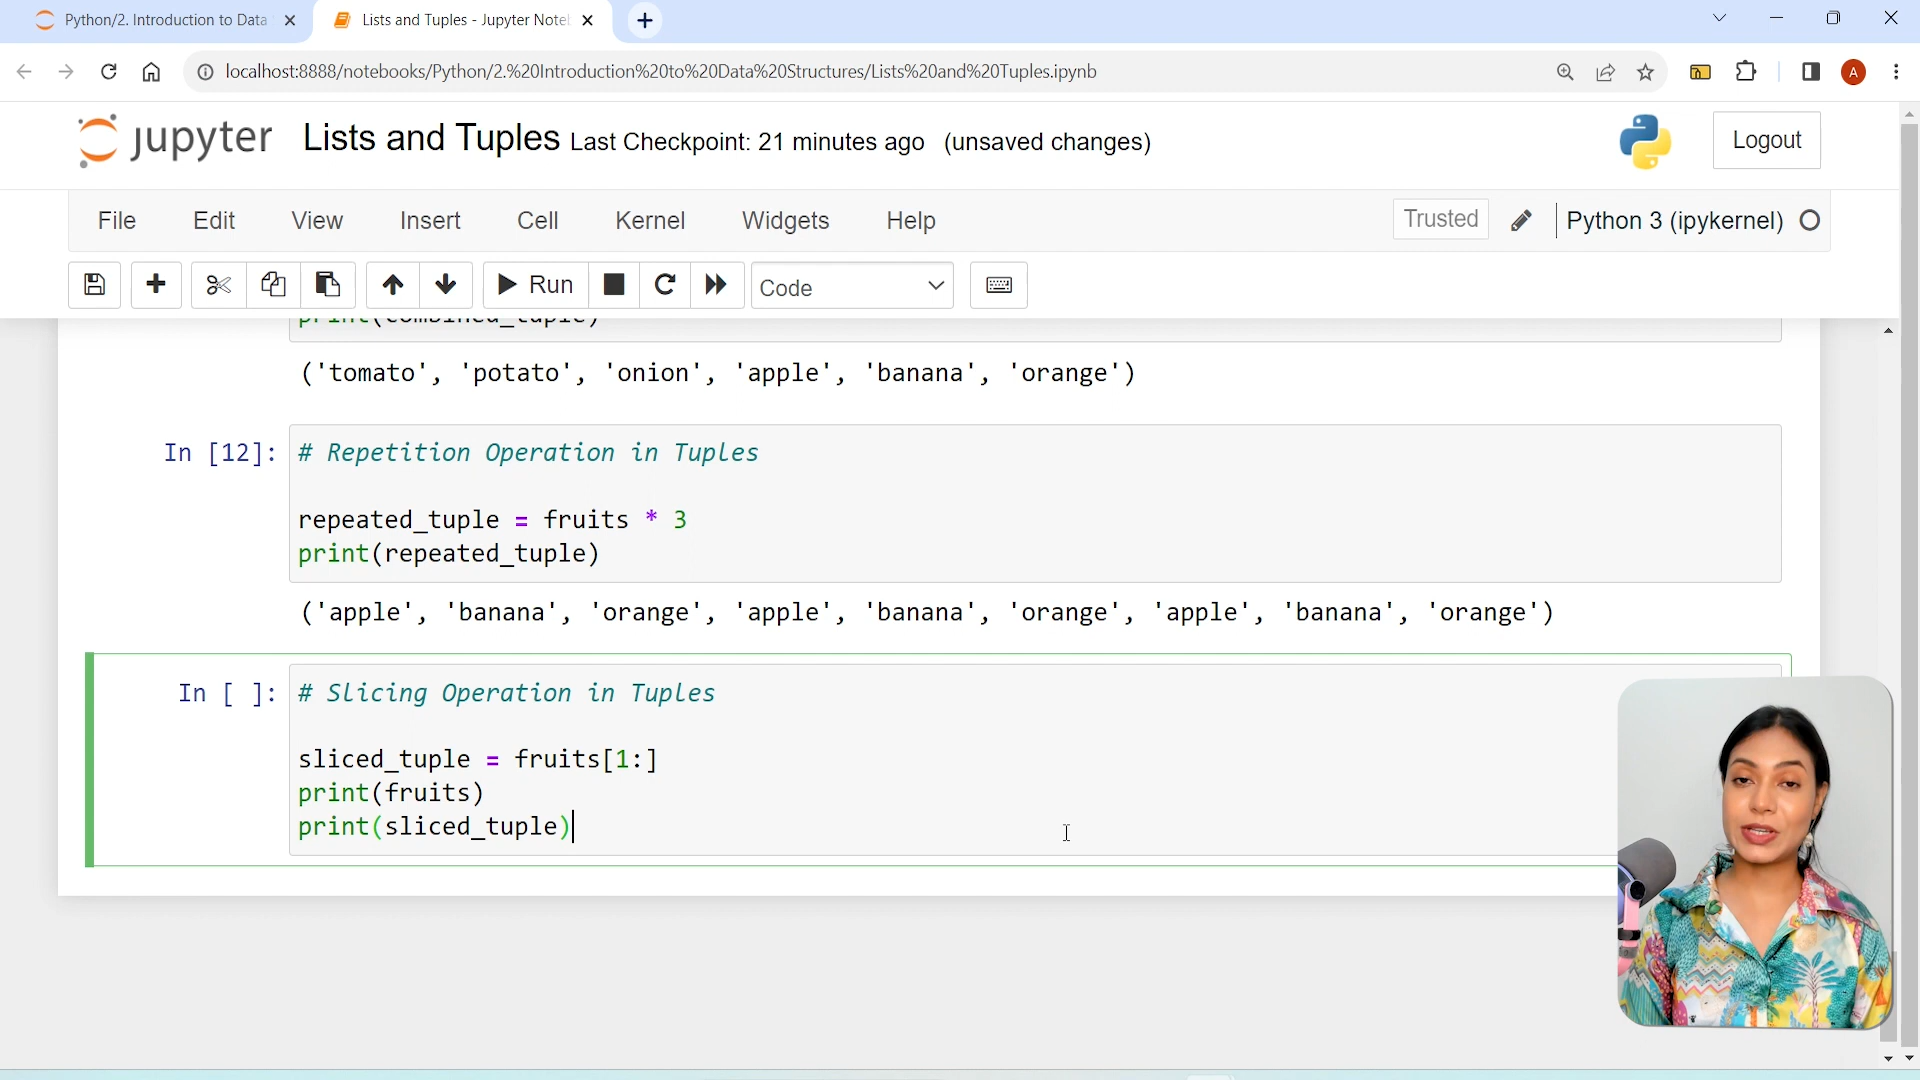 Python/2. Introduction to Data
Lists and Tuples - Jupyter Note
localhost:8888/notebooks/Python/2.%20Introduction%20to%20Data%20Structures/Lists%20and%20Tuples.ipynb
A
jupyter Lists and Tuples Last Checkpoint: 21 minutes ago (unsaved changes)
Logout
File Edit View Insert Cell Kernel Widgets Help
Trusted
Python 3 (ipykernel)
Run
Code
print(combined_tuple)
('tomato', 'potato', 'onion', 'apple', 'banana', 'orange')
In [12]: # Repetition Operation in Tuples
repeated_tuple = fruits * 3
print(repeated_tuple)
('apple', 'banana', 'orange', 'apple', 'banana', 'orange', 'apple', 'banana', 'orange')
In [ ]: # Slicing Operation in Tuples
sliced_tuple = fruits[1:]
print(fruits)
print(sliced_tuple)